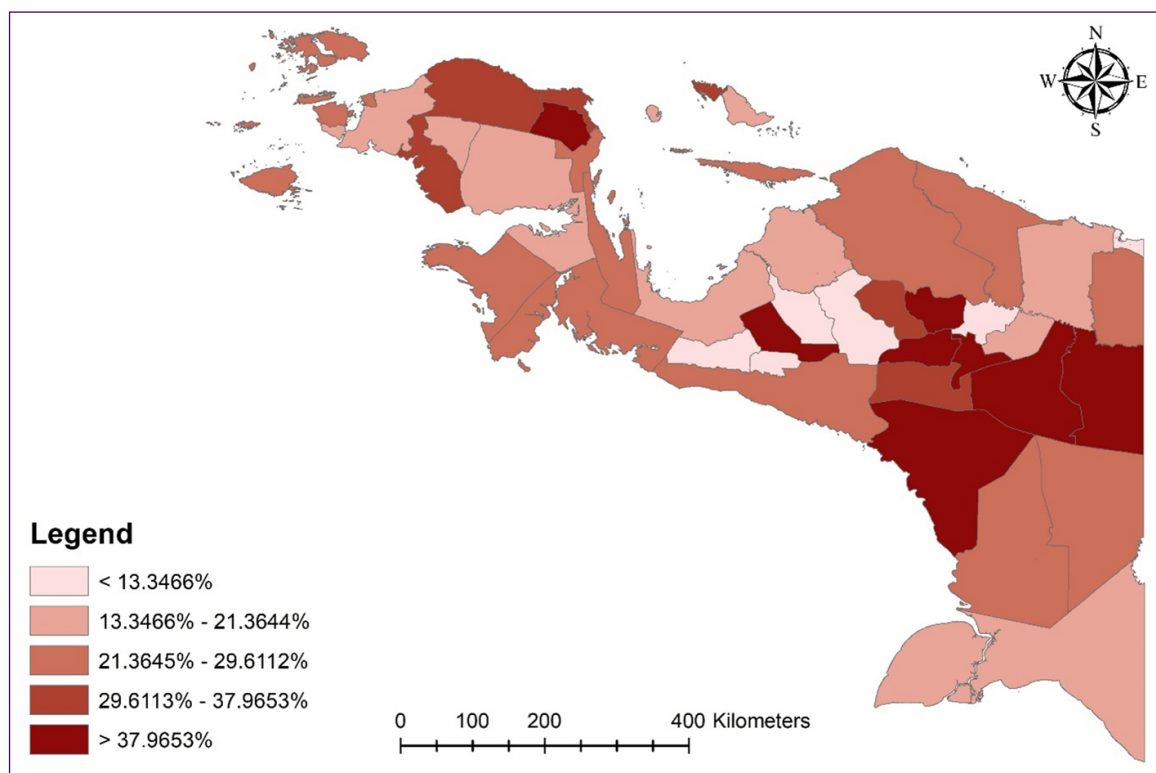 N
W E
S
Legend
< 13.3466%
13.3466% - 21.3644%
21.3645% - 29.6112%
29.6113% - 37.9653%
> 37.9653%
0 100 200 400 Kilometers